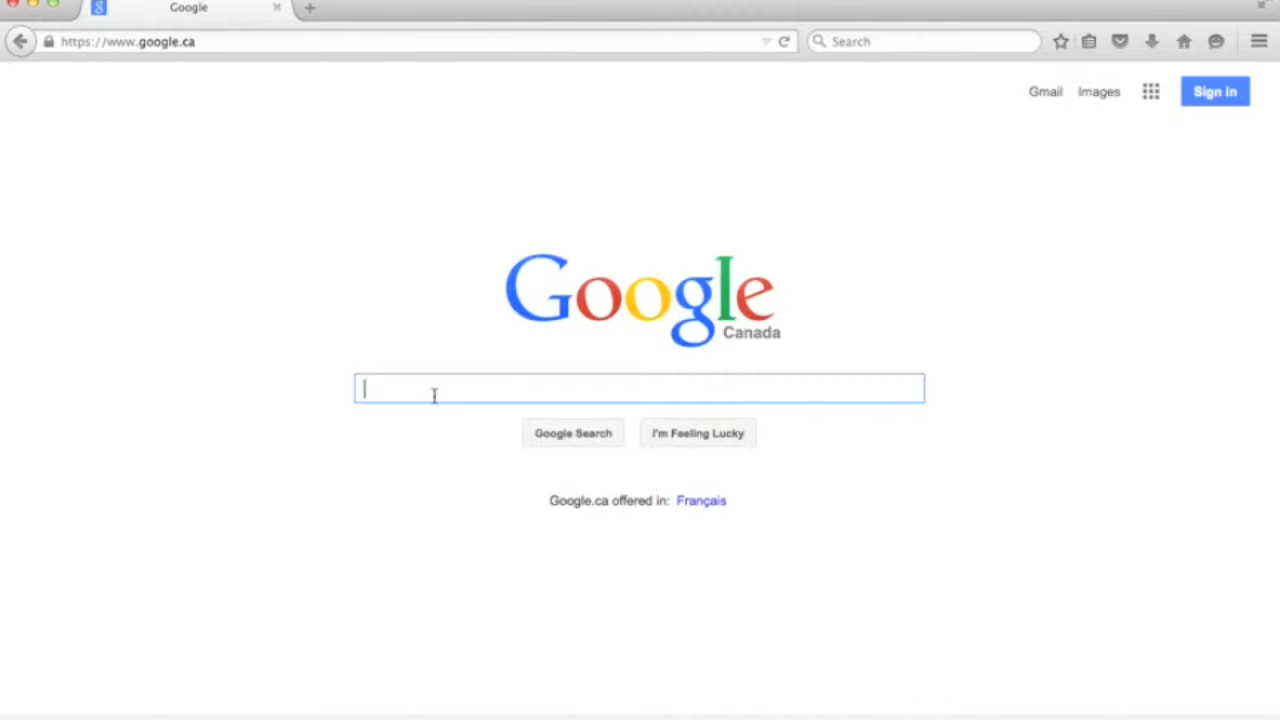 Google
https://www.google.ca
Search
Gmail Images Sign in
Google
Canada
Google Search I'm Feeling Lucky
Google.ca offered in: Français